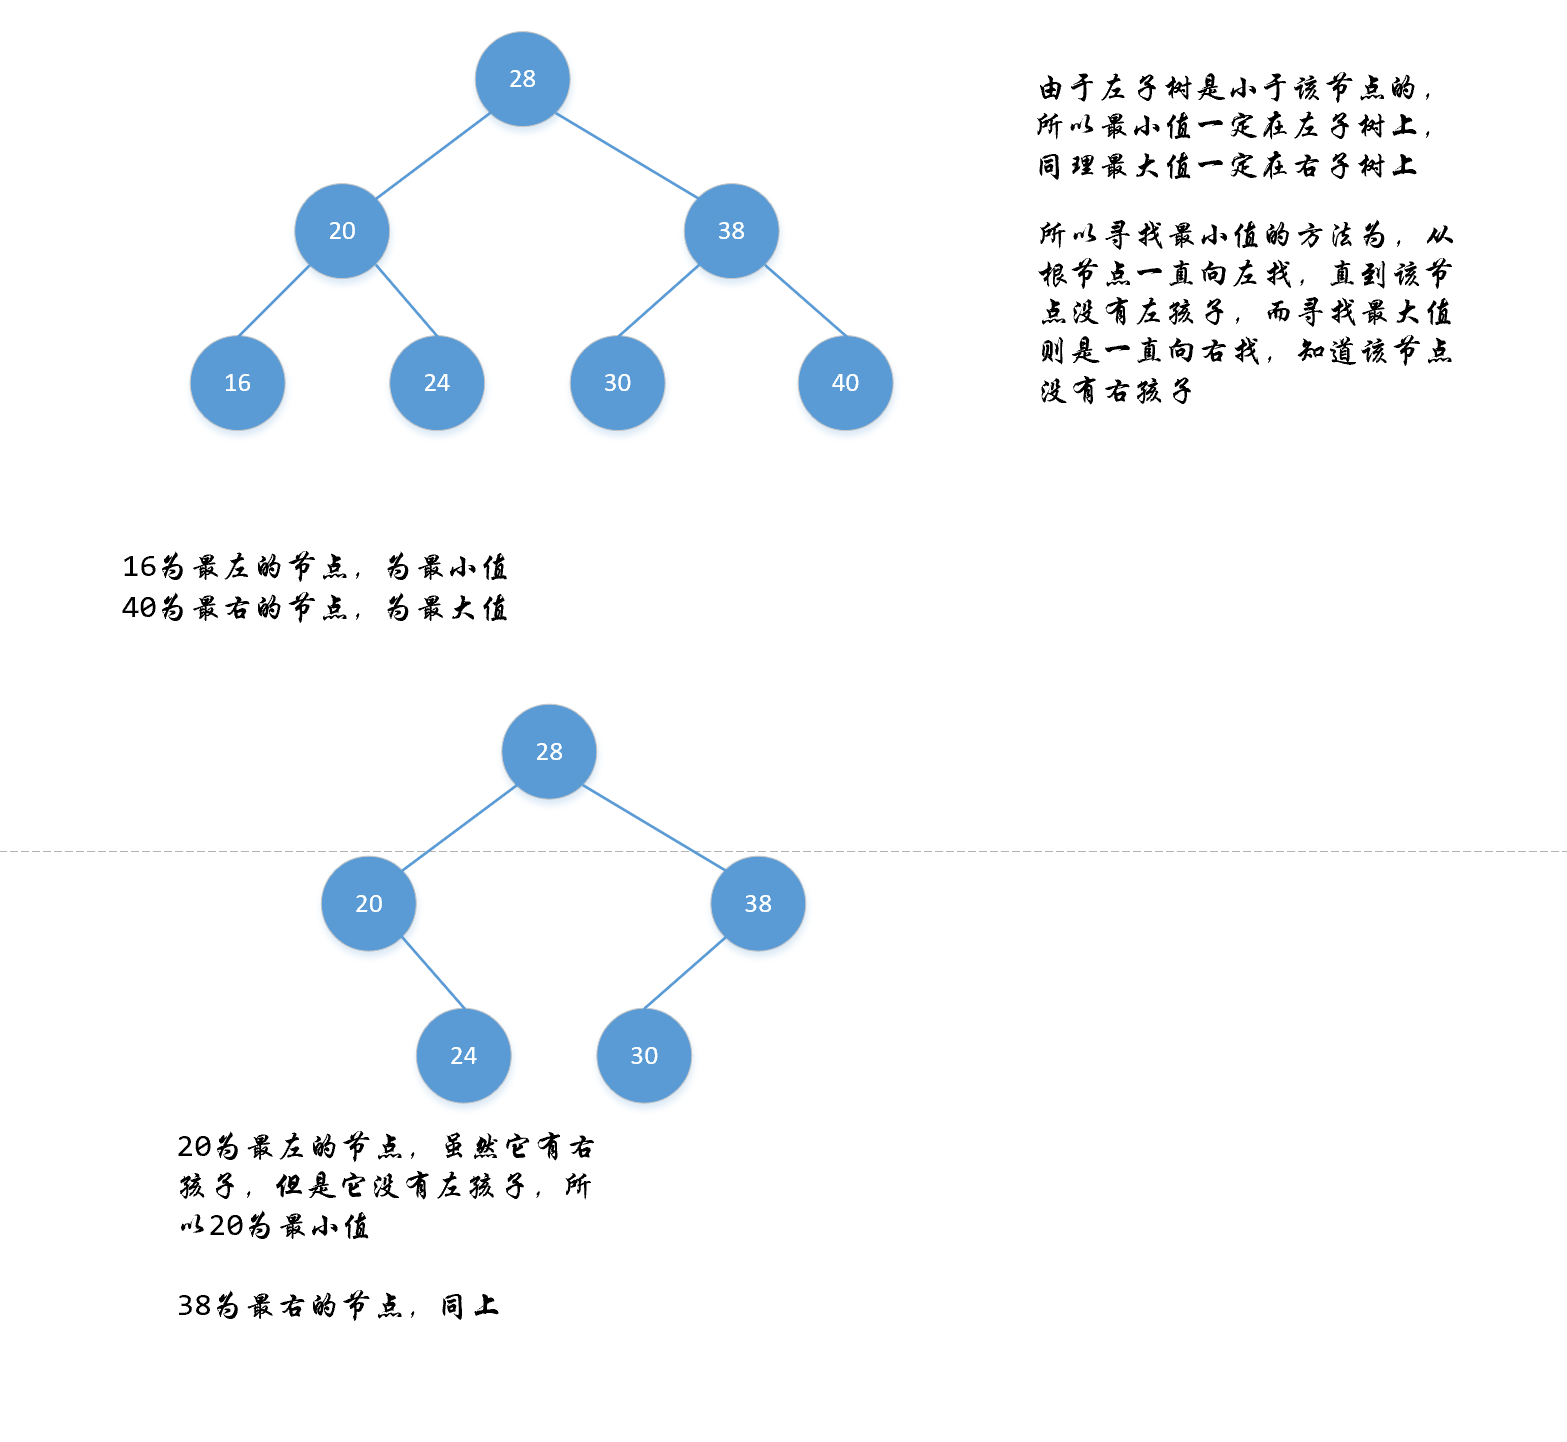 28
20
38
16
24
30
40
由于左子树是小于该节点的，
所以最小值一定在左子树上，
同理最大值一定在右子树上
所以寻找最小值的方法为，从
根节点一直向左找，直到该节
点没有左孩子，而寻找最大值
则是一直向右找，知道该节点
没有右孩子
16为最左的节点，为最小值
40为最右的节点，为最大值
28
20
38
24
30
20为最左的节点，虽然它有右
孩子，但是它没有左孩子，所
以20为最小值
38为最右的节点，同上